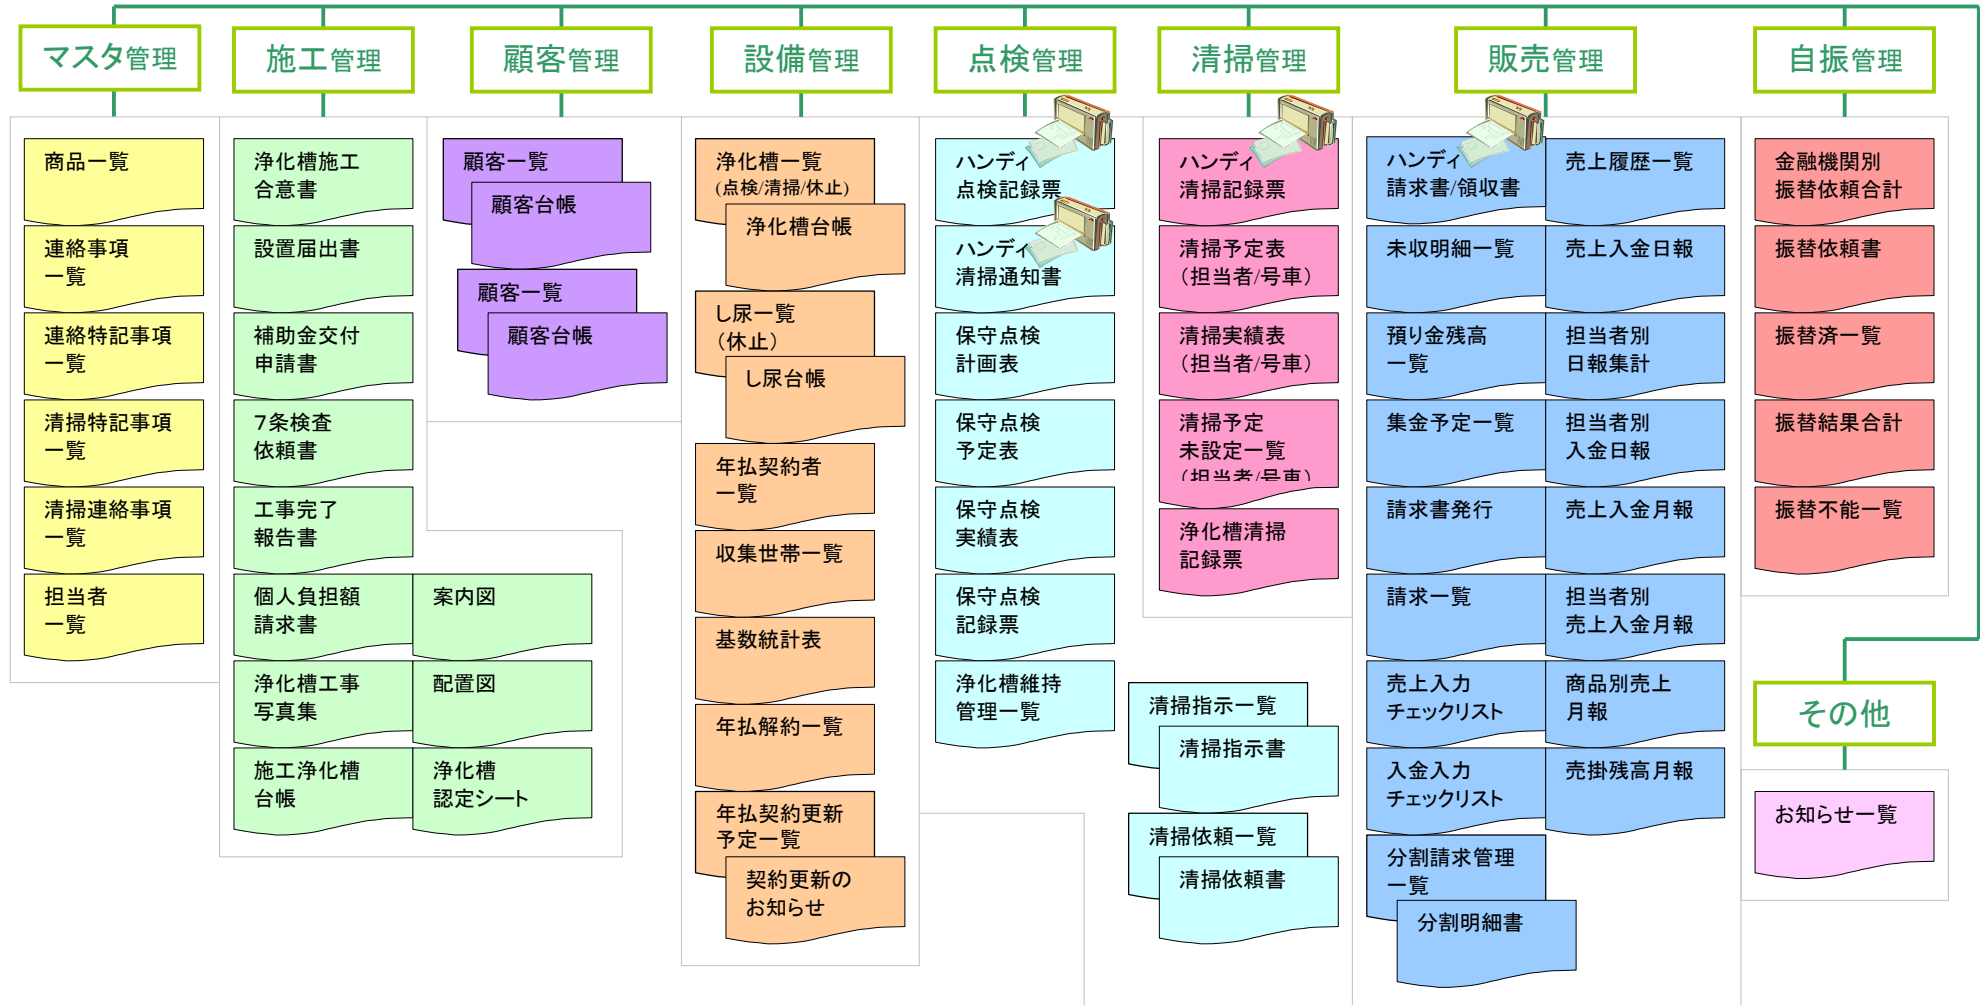 マスタ管理
施工管理
顧客管理
設備管理
点検管理
清掃管理
販売管理
自振管理
商品一覧
連絡事項
一覧
連絡特記事項
一覧
清掃特記事項
一覧
清掃連絡事項
一覧
担当者
一覧
浄化槽施工
合意書
設置届出書
補助金交付
申請書
7条検査
依頼書
工事完了
報告書
個人負担額
請求書
浄化槽工事
写真集
施工浄化槽
台帳
案内図
配置図
浄化槽
認定シート
顧客一覧
顧客台帳
顧客一覧
顧客台帳
浄化槽一覧
(点検/清掃/休止)
浄化槽台帳
し尿一覧
(休止)
し尿台帳
年払契約者
一覧
収集世帯一覧
基数統計表
年払解約一覧
年払契約更新
予定一覧
契約更新の
お知らせ
ハンディ
点検記録票
ハンディ
清掃通知書
保守点検
計画表
保守点検
予定表
保守点検
実績表
保守点検
記録票
浄化槽維持
管理一覧
清掃指示一覧
清掃指示書
清掃依頼一覧
清掃依頼書
ハンディ
清掃記録票
清掃予定表
(担当者/号車)
清掃実績表
(担当者/号車)
清掃予定
未設定一覧
(担当者/号車)
浄化槽清掃
記録票
ハンディ
請求書/領収書
未収明細一覧
預り金残高
一覧
集金予定一覧
請求書発行
請求一覧
売上入力
チェックリスト
入金入力
チェックリスト
分割請求管理
一覧
分割明細書
売上履歴一覧
売上入金日報
担当者別
日報集計
担当者別
入金日報
売上入金月報
担当者別
売上入金月報
商品別売上
月報
売掛残高月報
金融機関別
振替依頼合計
振替依頼書
振替済一覧
振替結果合計
振替不能一覧
その他
お知らせ一覧